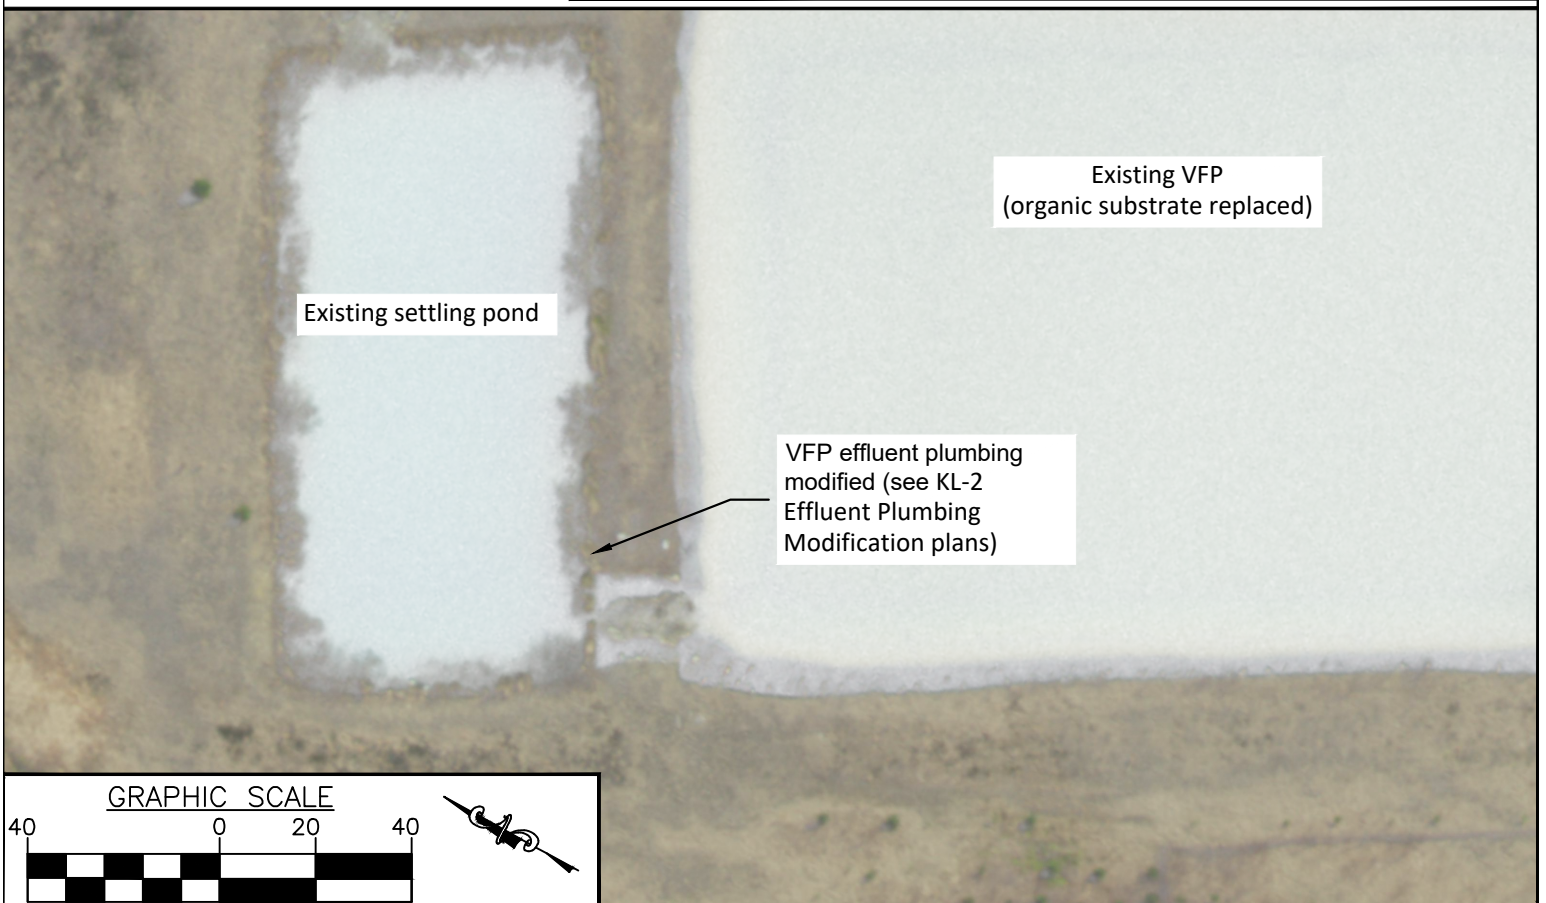 Existing VFP
(organic substrate replaced)
Existing settling pond
VFP effluent plumbing
modified (see KL-2
Effluent Plumbing
Modification plans)
GRAPHIC SCALE
40 0 20 40